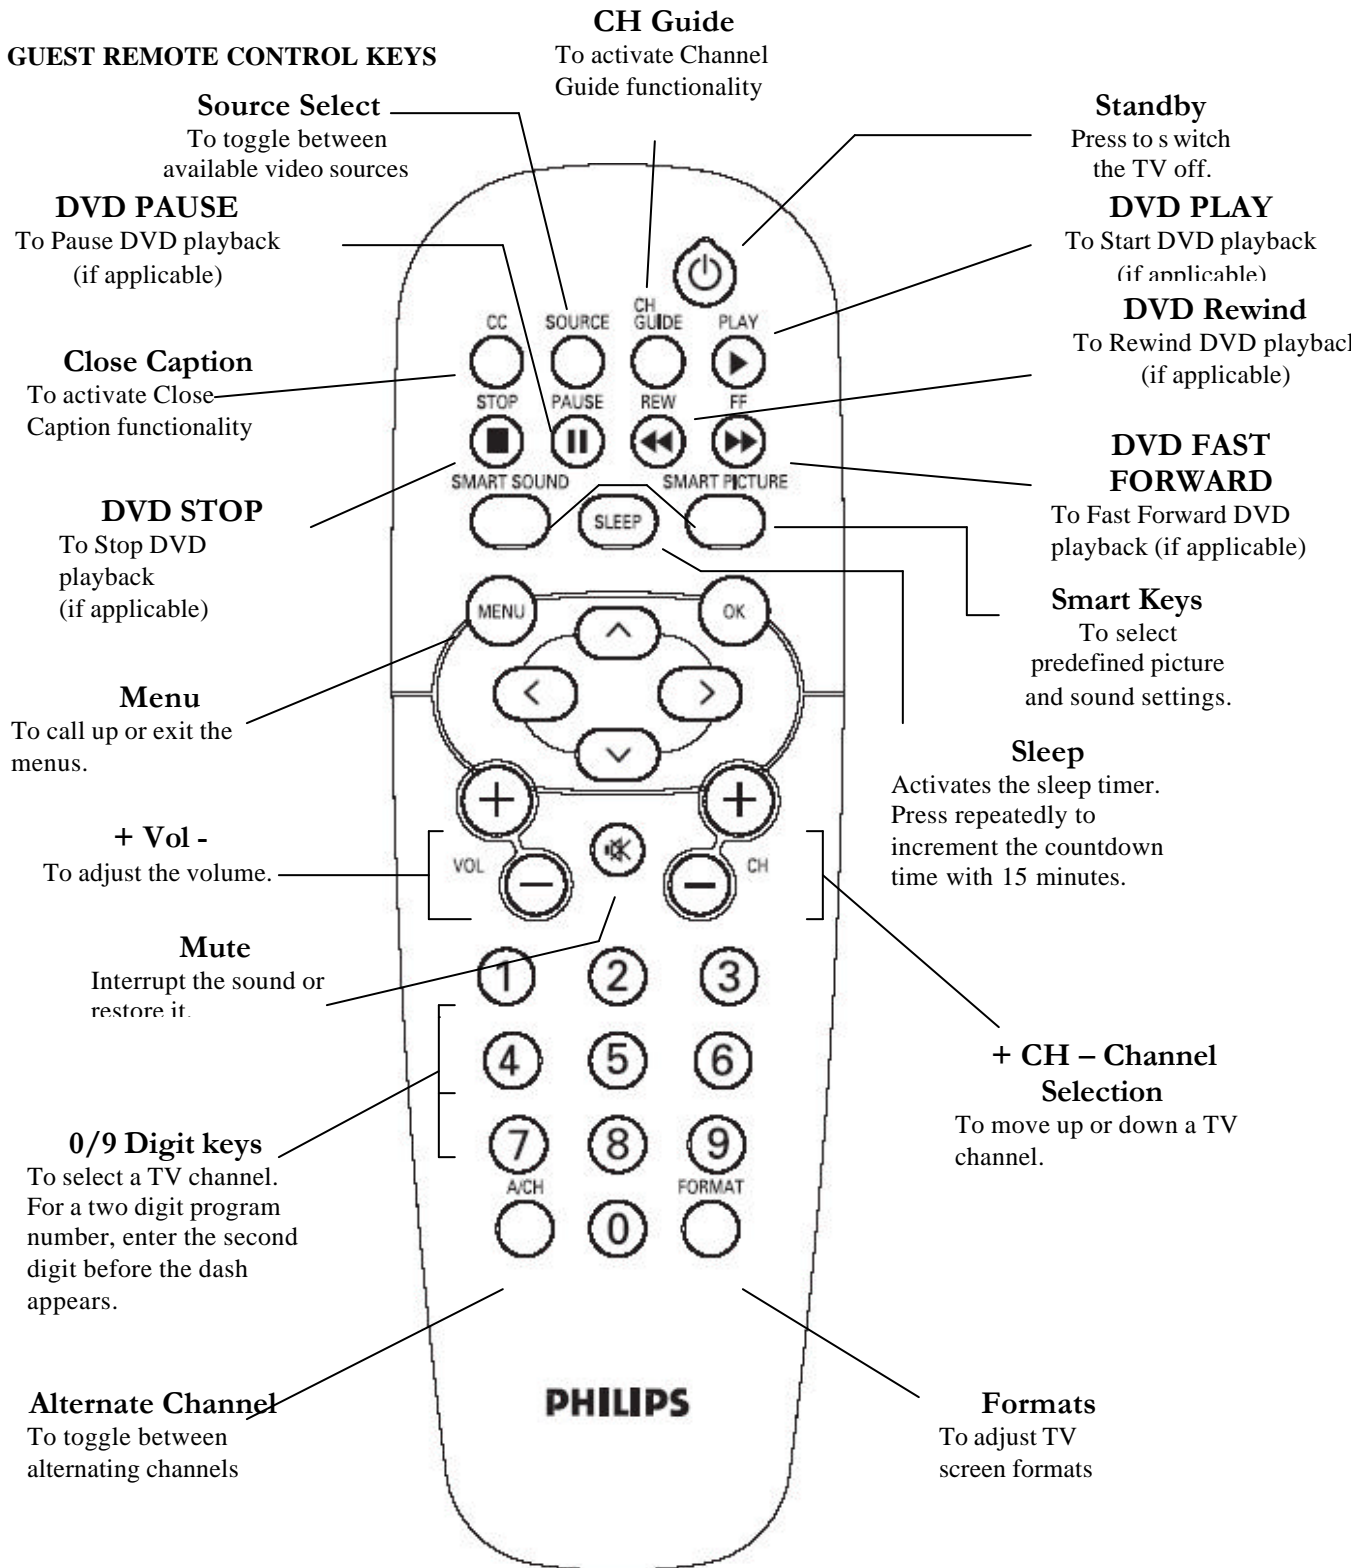 CH Guide
To activate Channel
Guide functionality
GUEST REMOTE CONTROL KEYS
Source Select
To toggle between
available video sources
Standby
Press to s witch
the TV off.
DVD PAUSE
To Pause DVD playback
(if applicable)
DVD PLAY
To Start DVD playback
(if applicable)
DVD Rewind
To Rewind DVD playback
(if applicable)
Close Caption
To activate Close
Caption functionality
DVD FAST
FORWARD
To Fast Forward DVD
playback (if applicable)
DVD STOP
To Stop DVD
playback
(if applicable)
Smart Keys
To select
predefined picture
and sound settings.
Menu
To call up or exit the
menus.
Sleep
Activates the sleep timer.
Press repeatedly to
increment the countdown
time with 15 minutes.
+ Vol -
To adjust the volume.
Mute
Interrupt the sound or
restore it.
+ CH – Channel
Selection
To move up or down a TV
channel.
0/9 Digit keys
To select a TV channel.
For a two digit program
number, enter the second
digit before the dash
appears.
Alternate Channel
To toggle between
alternating channels
Formats
To adjust TV
screen formats
CC SOURCE CH GUIDE PLAY
STOP PAUSE REW FF
SMART SOUND SMART PICTURE
SLEEP
MENU OK
VOL CH
1 2 3
4 5 6
7 8 9
A/CH FORMAT
0
PHILIPS